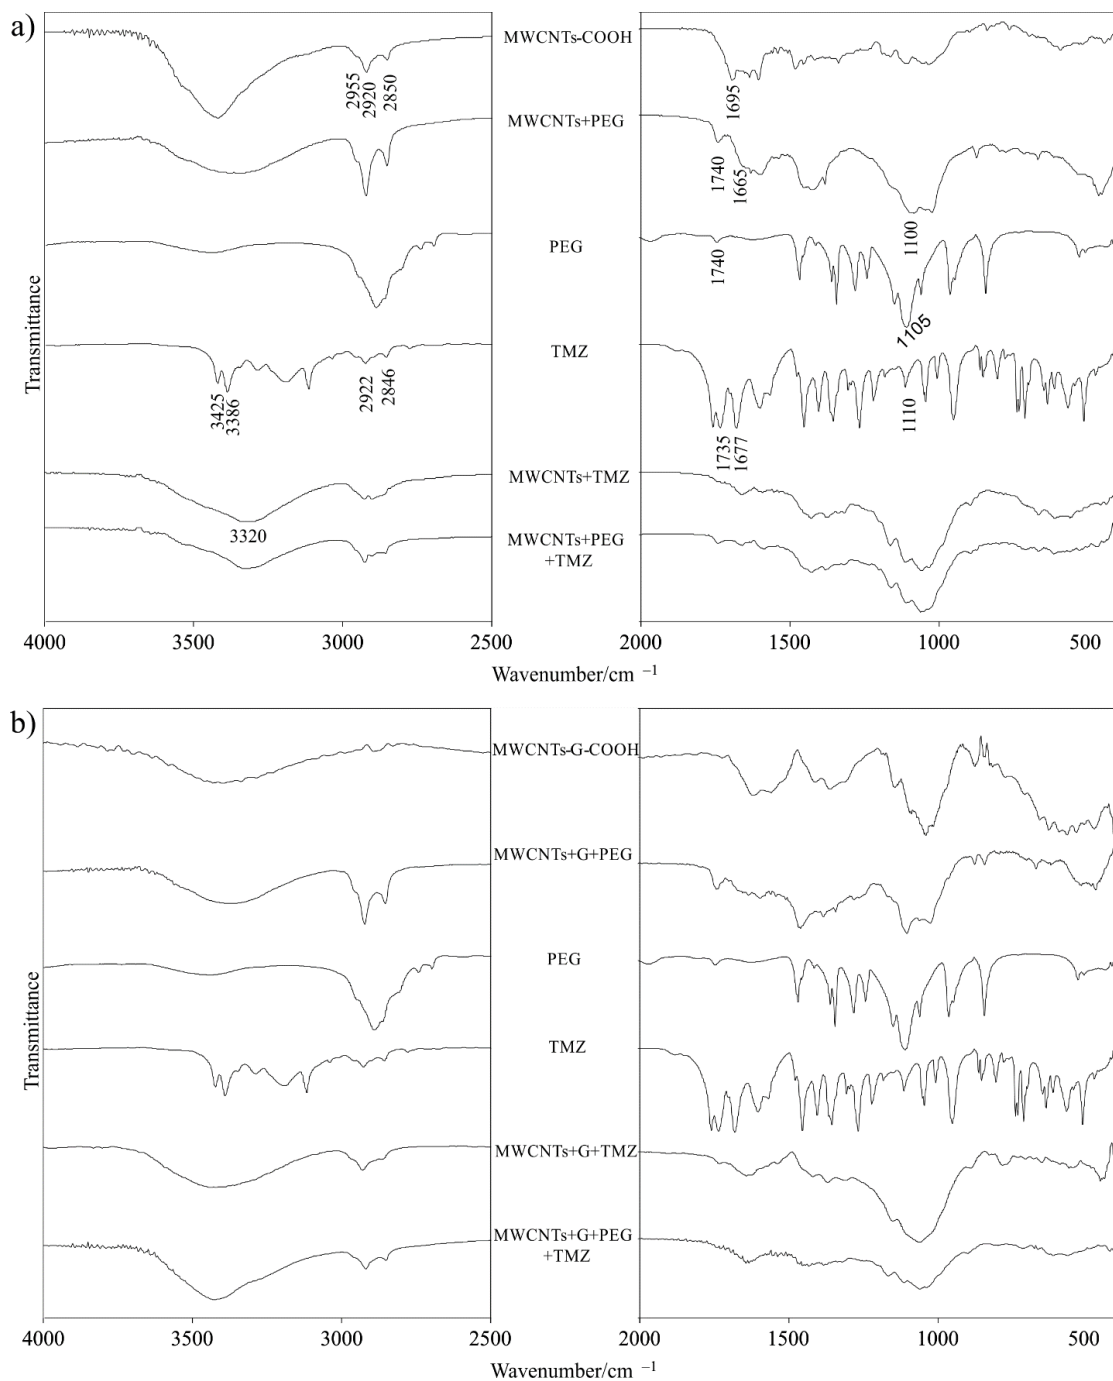 a)
MWCNTs-COOH
2955
2920
2850
1695
MWCNTs+PEG
1740
1665
1100
PEG
1740
1105
Transmittance
TMZ
3425
3386
2922
2846
1735
1677
1110
MWCNTs+TMZ
3320
MWCNTs+PEG
+TMZ
4000 3500 3000 2500 2000 1500 1000 500
Wavenumber/cm −1
b)
MWCNTs-G-COOH
MWCNTs+G+PEG
PEG
Transmittance
TMZ
MWCNTs+G+TMZ
MWCNTs+G+PEG
+TMZ
4000 3500 3000 2500 2000 1500 1000 500
Wavenumber/cm −1